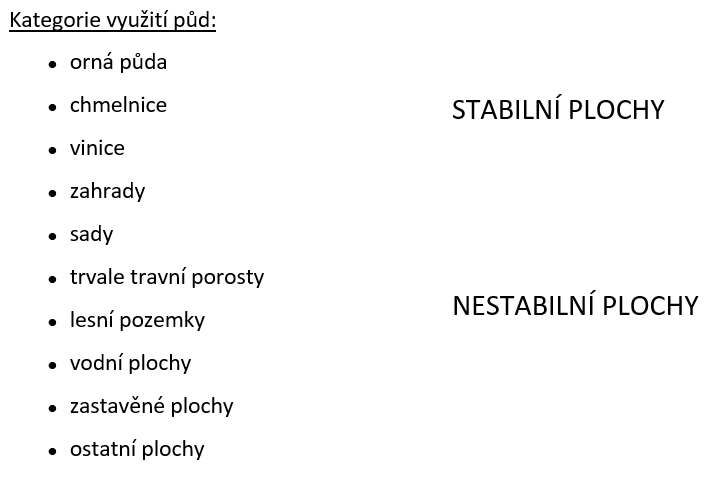 Kategorie využití půd:
• orná půda
• chmelnice
• vinice
• zahrady
• sady
• trvale travní porosty
• lesní pozemky
• vodní plochy
• zastavěné plochy
• ostatní plochy
STABILNÍ PLOCHY
NESTABILNÍ PLOCHY